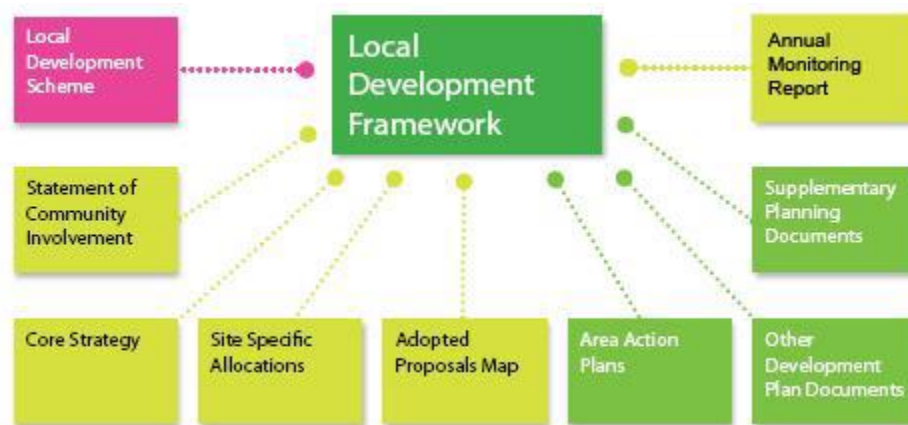 Local
Development
Scheme
Local
Development
Framework
Annual
Monitoring
Report
Statement of
Community
Involvement
Supplementary
Planning
Documents
Core Strategy
Site Specific
Allocations
Adopted
Proposals Map
Area Action
Plans
Other
Development
Plan Documents